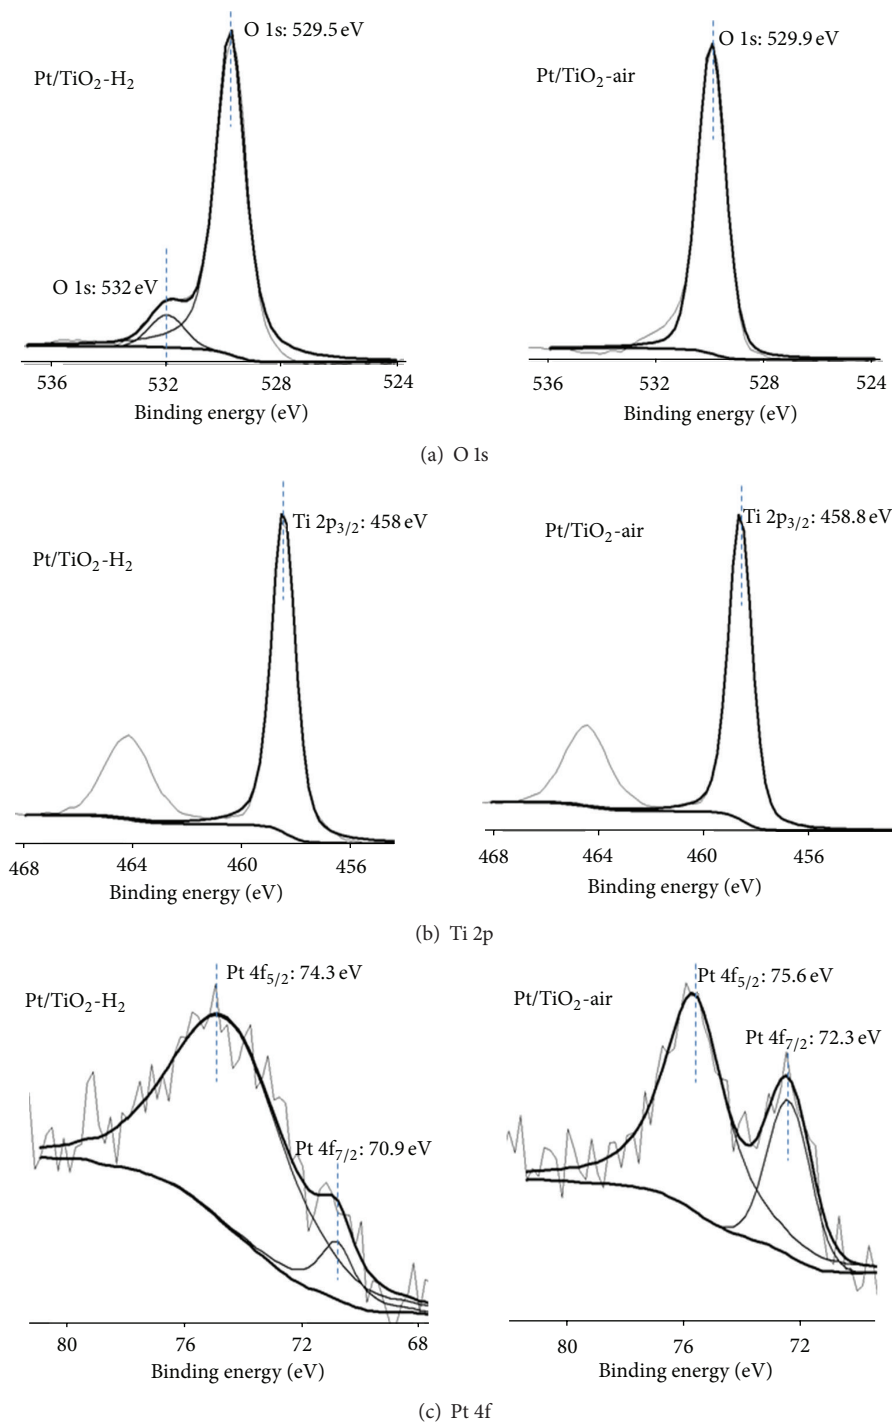 O 1s: 529.5 eV
Pt/TiO₂-H₂
O 1s: 532 eV
536 532 528 524
Binding energy (eV)
O 1s: 529.9 eV
Pt/TiO₂-air
536 532 528 524
Binding energy (eV)
(a) O 1s
Ti 2p₃/₂: 458 eV
Pt/TiO₂-H₂
468 464 460 456
Binding energy (eV)
Ti 2p₃/₂: 458.8 eV
Pt/TiO₂-air
468 464 460 456
Binding energy (eV)
(b) Ti 2p
Pt 4f₅/₂: 74.3 eV
Pt/TiO₂-H₂
Pt 4f₇/₂: 70.9 eV
80 76 72 68
Binding energy (eV)
Pt 4f₅/₂: 75.6 eV
Pt/TiO₂-air
Pt 4f₇/₂: 72.3 eV
80 76 72
Binding energy (eV)
(c) Pt 4f